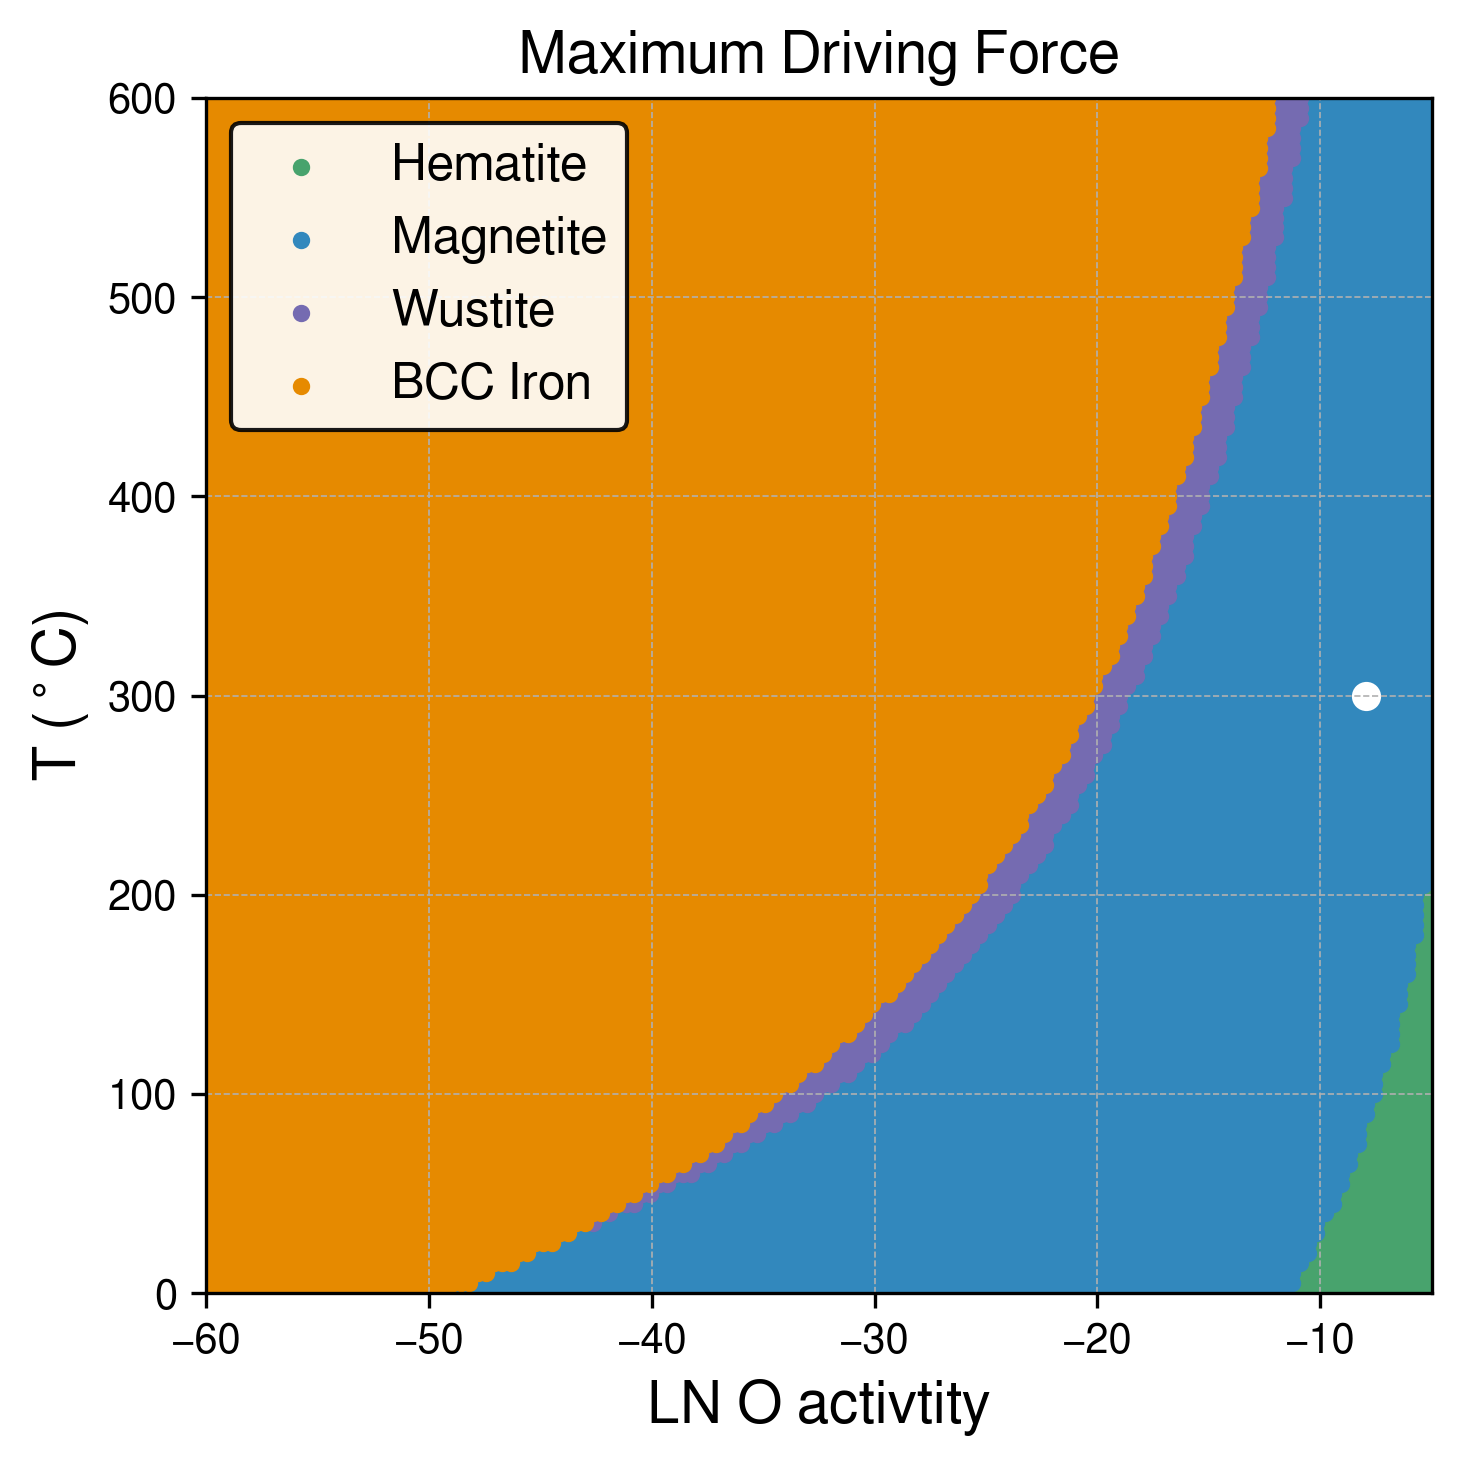 Maximum Driving Force
600
500
400
300
200
100
0
T (°C)
Hematite
Magnetite
Wustite
BCC Iron
−60 −50 −40 −30 −20 −10
LN O activtity